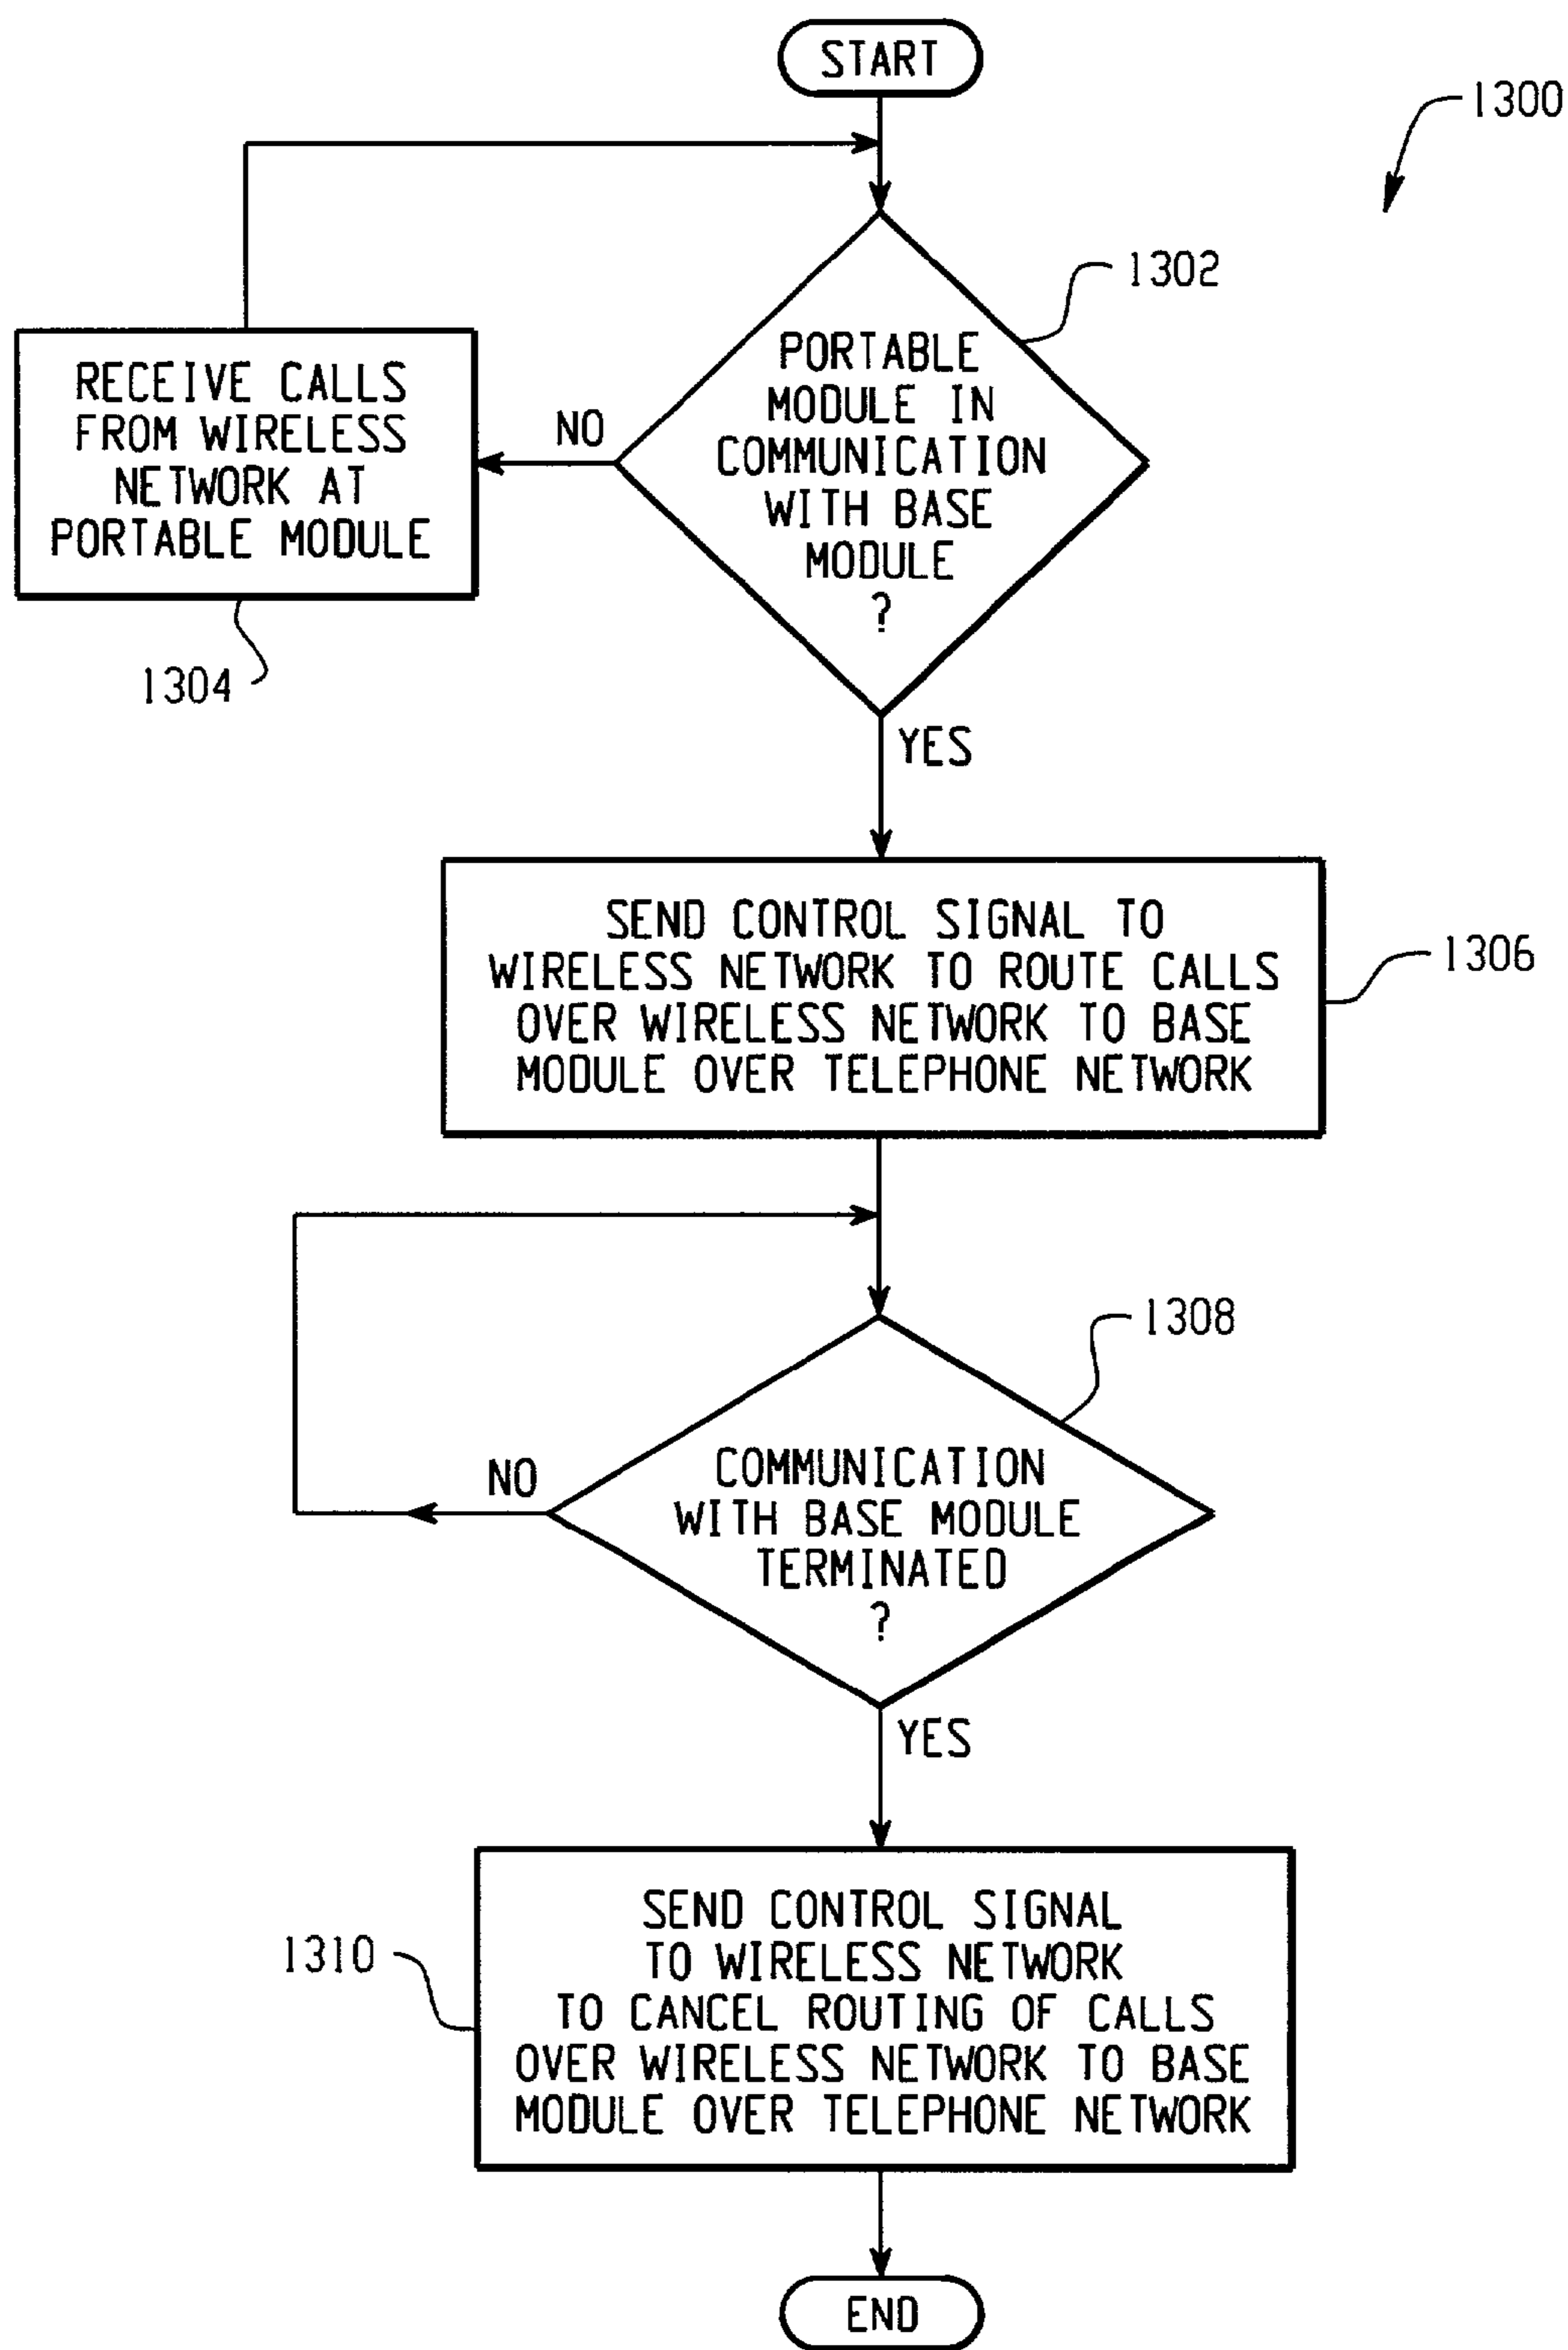 START
1300
1302
PORTABLE
MODULE IN
COMMUNICATION
WITH BASE
MODULE
?
NO
RECEIVE CALLS
FROM WIRELESS
NETWORK AT
PORTABLE MODULE
1304
YES
SEND CONTROL SIGNAL TO
WIRELESS NETWORK TO ROUTE CALLS
OVER WIRELESS NETWORK TO BASE
MODULE OVER TELEPHONE NETWORK
1306
1308
COMMUNICATION
WITH BASE MODULE
TERMINATED
?
NO
YES
SEND CONTROL SIGNAL
TO WIRELESS NETWORK
TO CANCEL ROUTING OF CALLS
OVER WIRELESS NETWORK TO BASE
MODULE OVER TELEPHONE NETWORK
1310
END